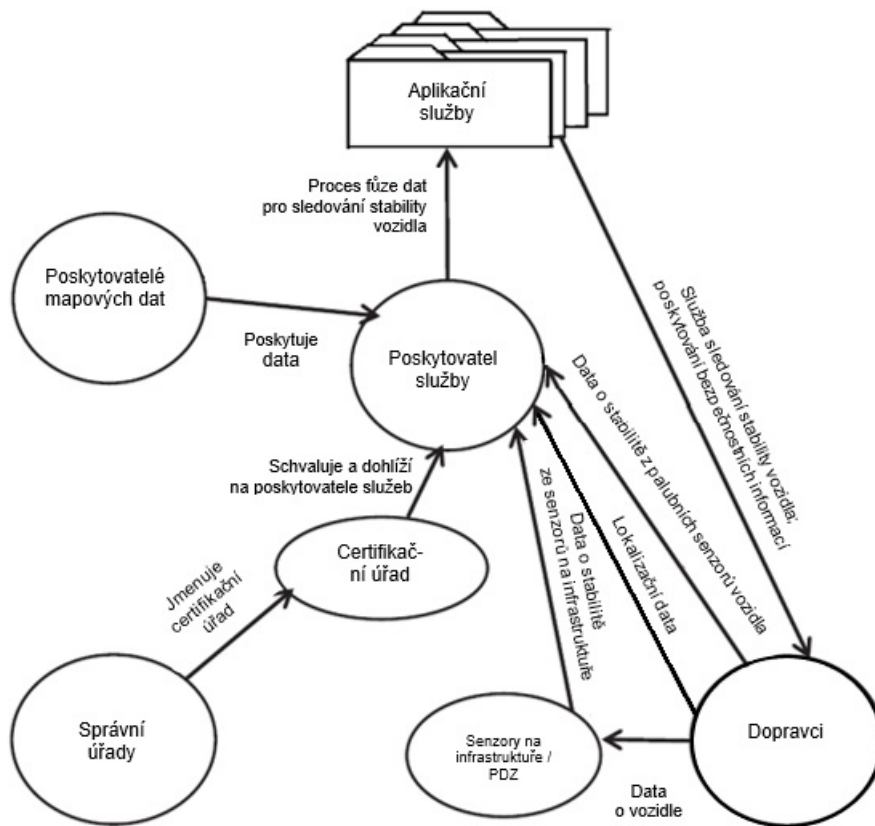 Aplikační
služby
Proces fůze dat
pro sledování stability
vozidla
Poskytovatelé
mapových dat
Poskytuje
data
Poskytovatel
služby
Služba sledování stability vozidla;
poskytování bezpečnostních informací
Data o stabilitě z palubních senzorů vozidla
Lokalizační data
Data o stabilitě
ze senzorů na infrastruktuře
Schvaluje a dohlíží
na poskytovatele služeb
Certifikač-
ní úřad
Jmenuje
certifikační
úřad
Správní
úřady
Senzory na
infrastruktuře /
PDZ
Dopravci
Data
o vozidle